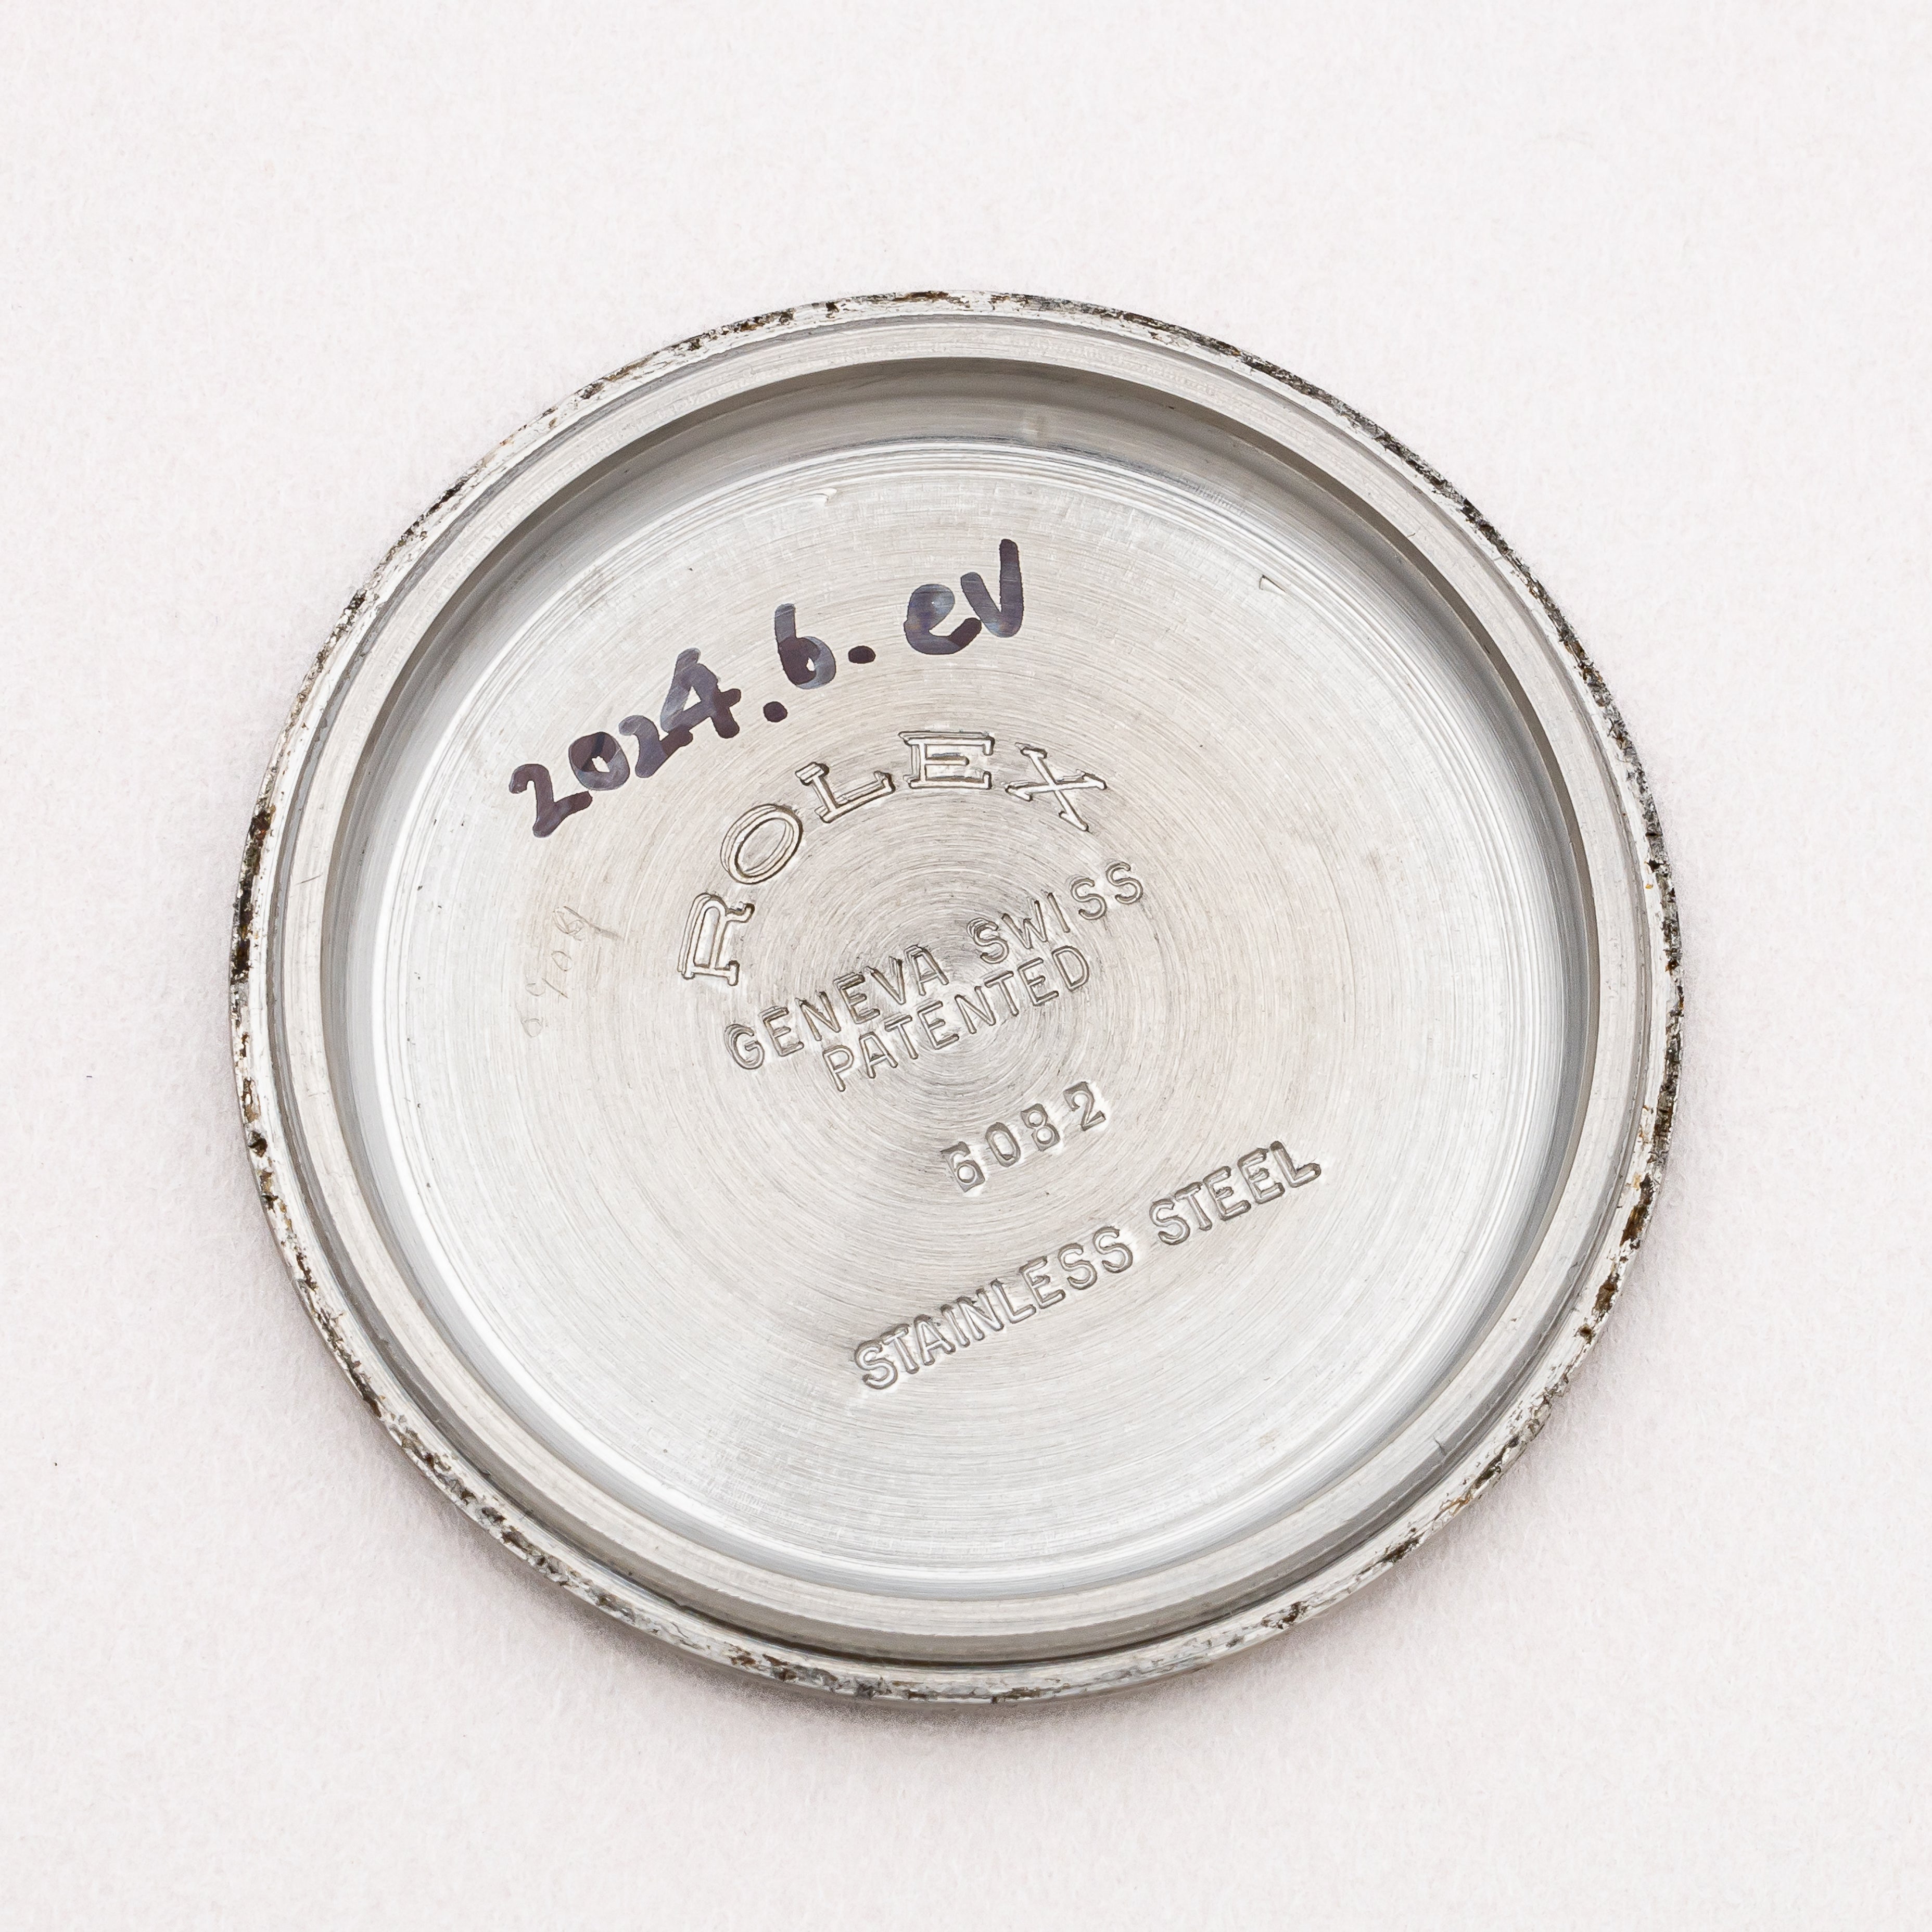 2024.6. ev
ROLEX
GENEVA SWISS
PATENTED
6082
STAINLESS STEEL